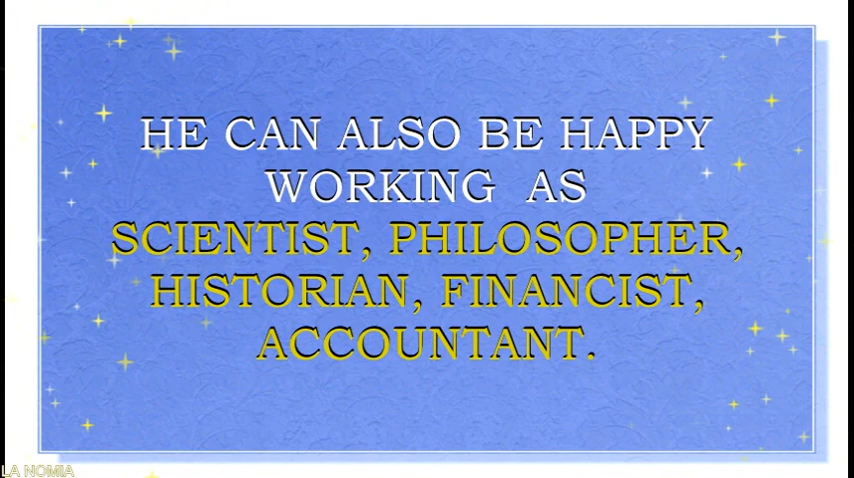 HE CAN ALSO BE HAPPY
WORKING AS
SCIENTIST, PHILOSOPHER,
HISTORIAN, FINANCIST,
ACCOUNTANT.
LA NOMIA